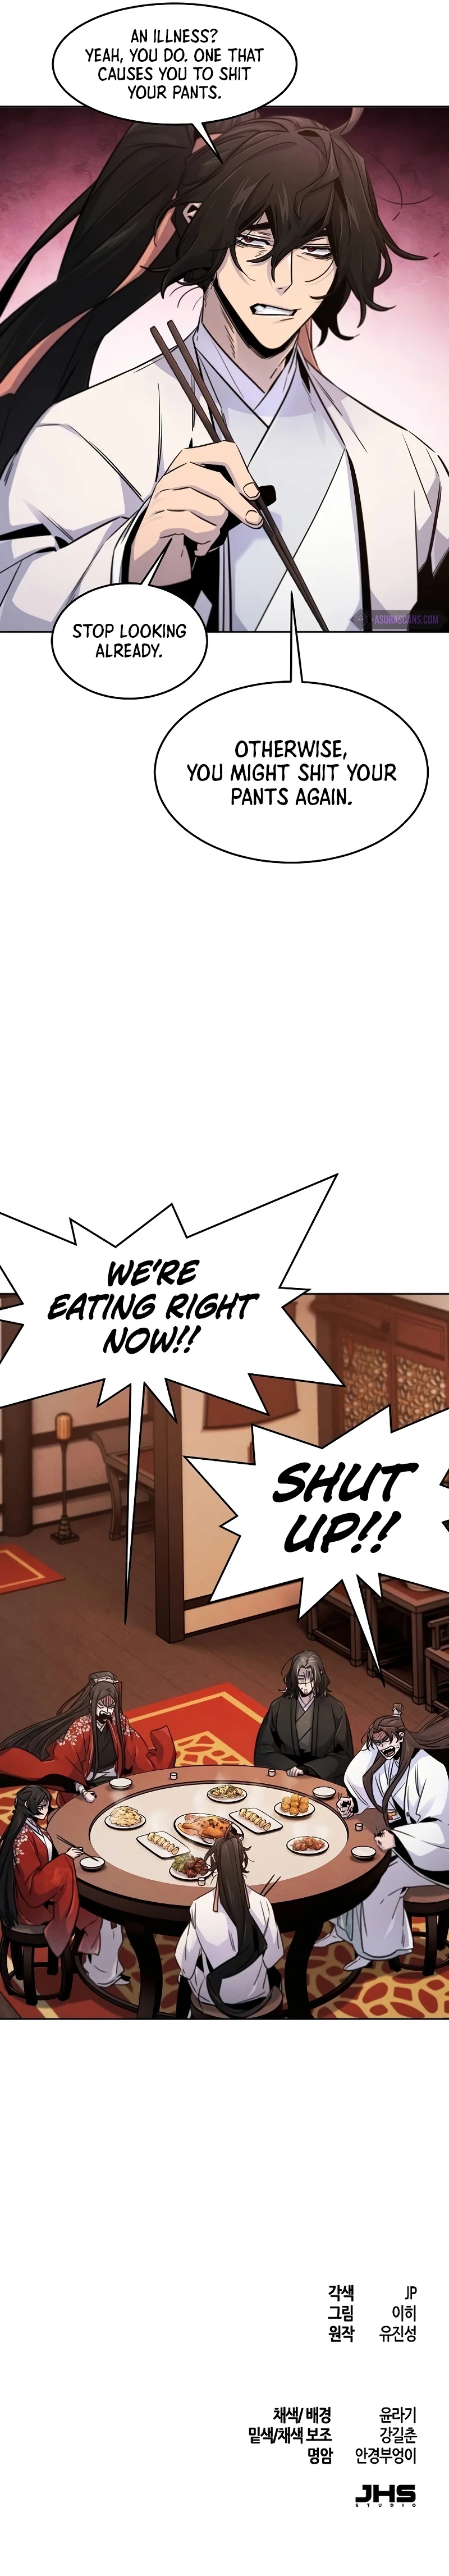 AN ILLNESS?
YEAH, YOU DO. ONE THAT
CAUSES YOU TO SHIT
YOUR PANTS.
ASURASCANS.COM
STOP LOOKING
ALREADY.
OTHERWISE,
YOU MIGHT SHIT YOUR
PANTS AGAIN.
WE'RE
EATING RIGHT
NOW!!
SHUT
UP!!
각색 JP
그림 이히
원작 유진성
채색/ 배경 윤라기
밑색/채색 보조 강길춘
명암 안경부엉이
JHS
STUDIO